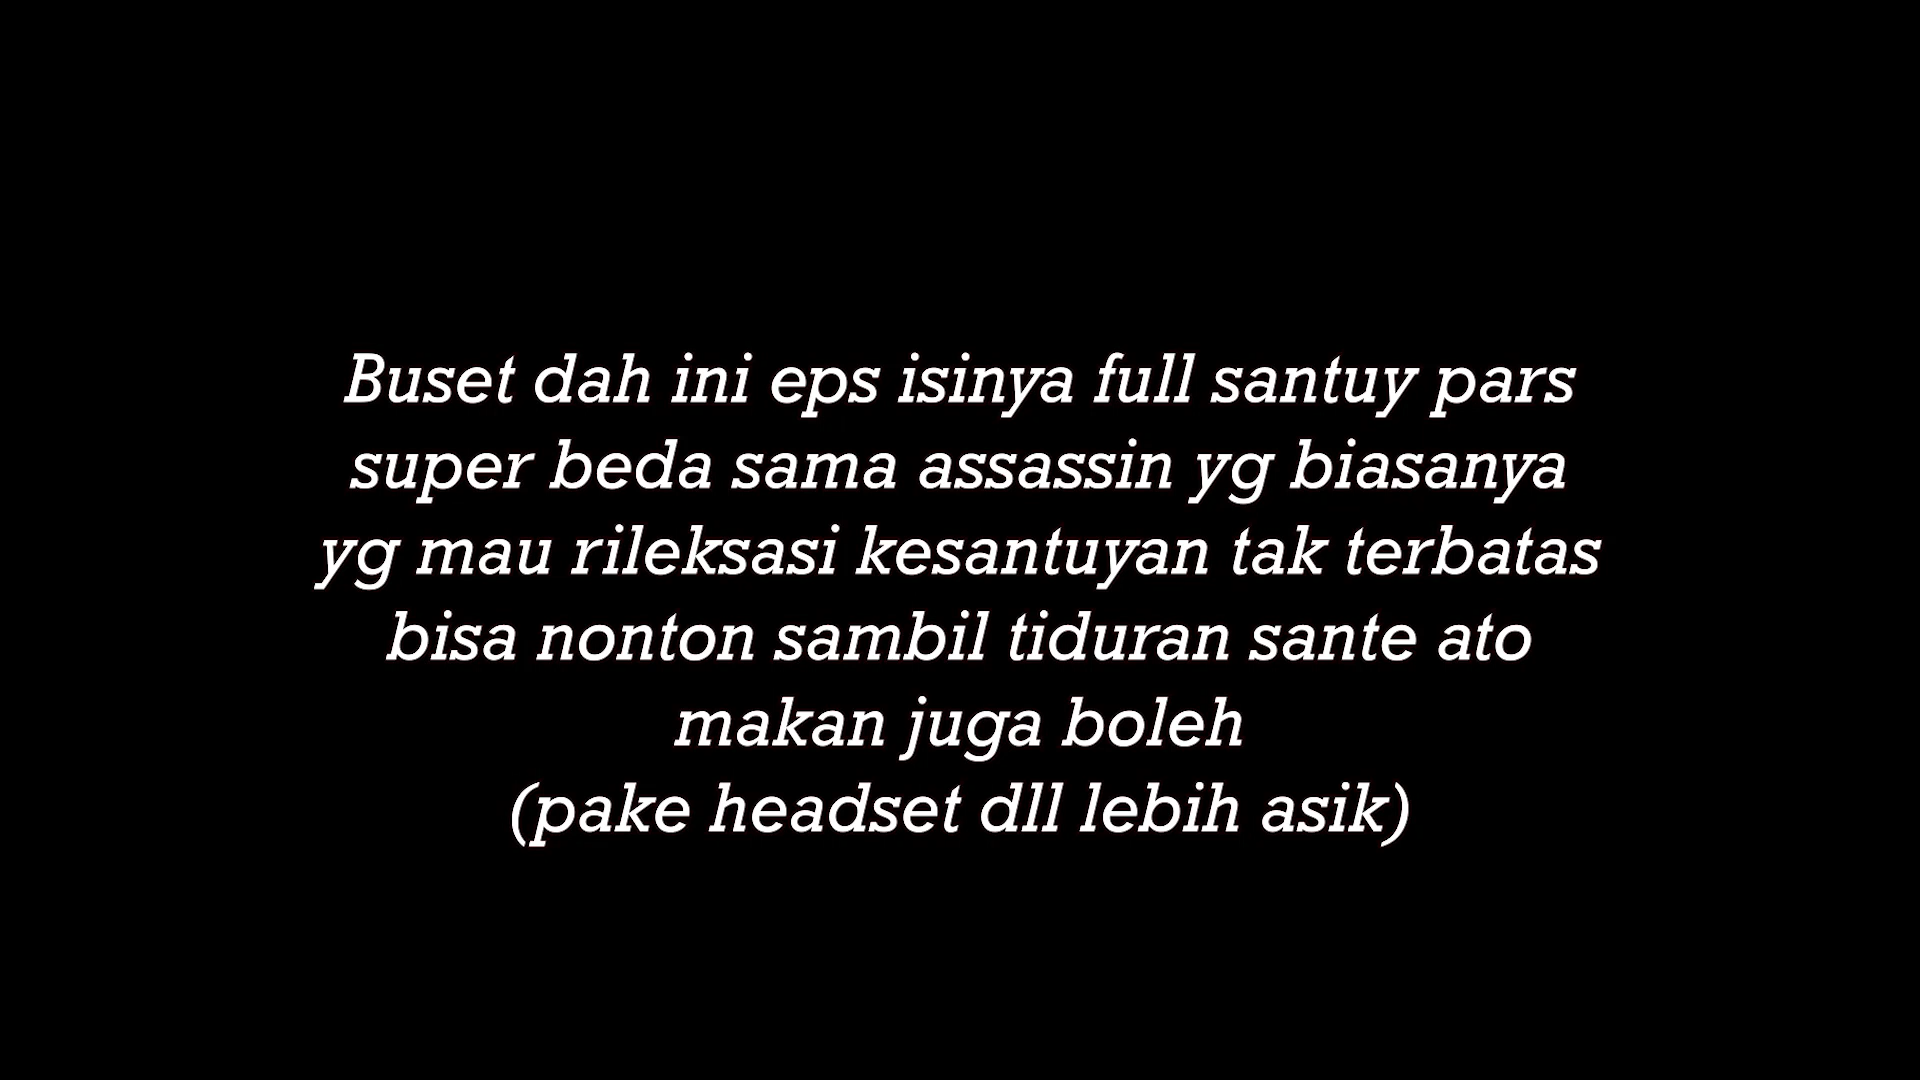 Buset dah ini eps isinya full santuy pars
super beda sama assassin yg biasanya
yg mau rileksasi kesantuyan tak terbatas
bisa nonton sambil tiduran sante ato
makan juga boleh
(pake headset dll lebih asik)